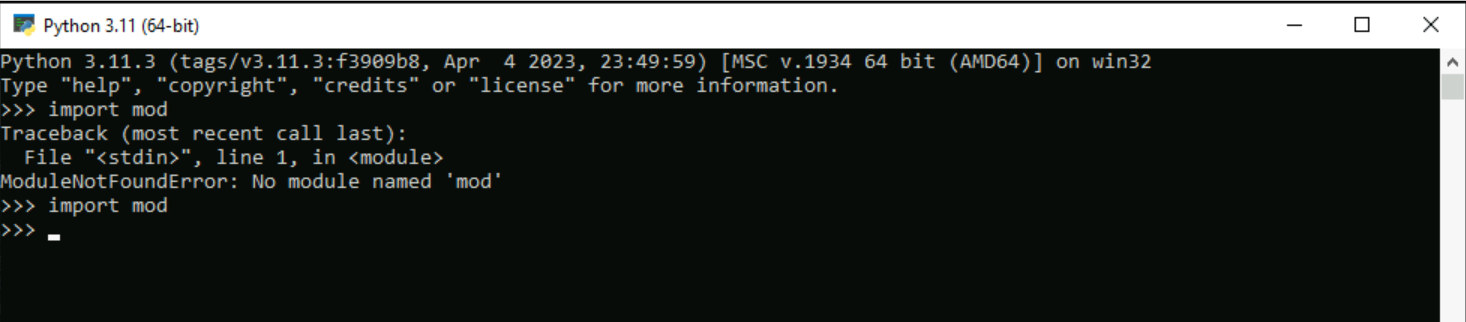 Python 3.11 (64-bit)
Python 3.11.3 (tags/v3.11.3:f3909b8, Apr  4 2023, 23:49:59) [MSC v.1934 64 bit (AMD64)] on win32
Type "help", "copyright", "credits" or "license" for more information.
>>> import mod
Traceback (most recent call last):
  File "<stdin>", line 1, in <module>
ModuleNotFoundError: No module named 'mod'
>>> import mod
>>>